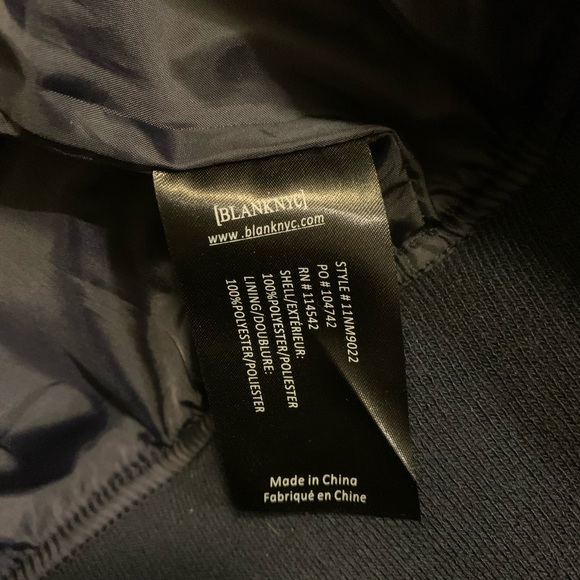 [BLANKNYC]
www.blanknyc.com
STYLE # 11NM9022
PO # 104742
RN # 114542
SHELL/EXTÉRIEUR:
100%POLYESTER/POLIESTER
LINING/DOUBLURE:
100%POLYESTER/POLIESTER
Made in China
Fabriqué en Chine